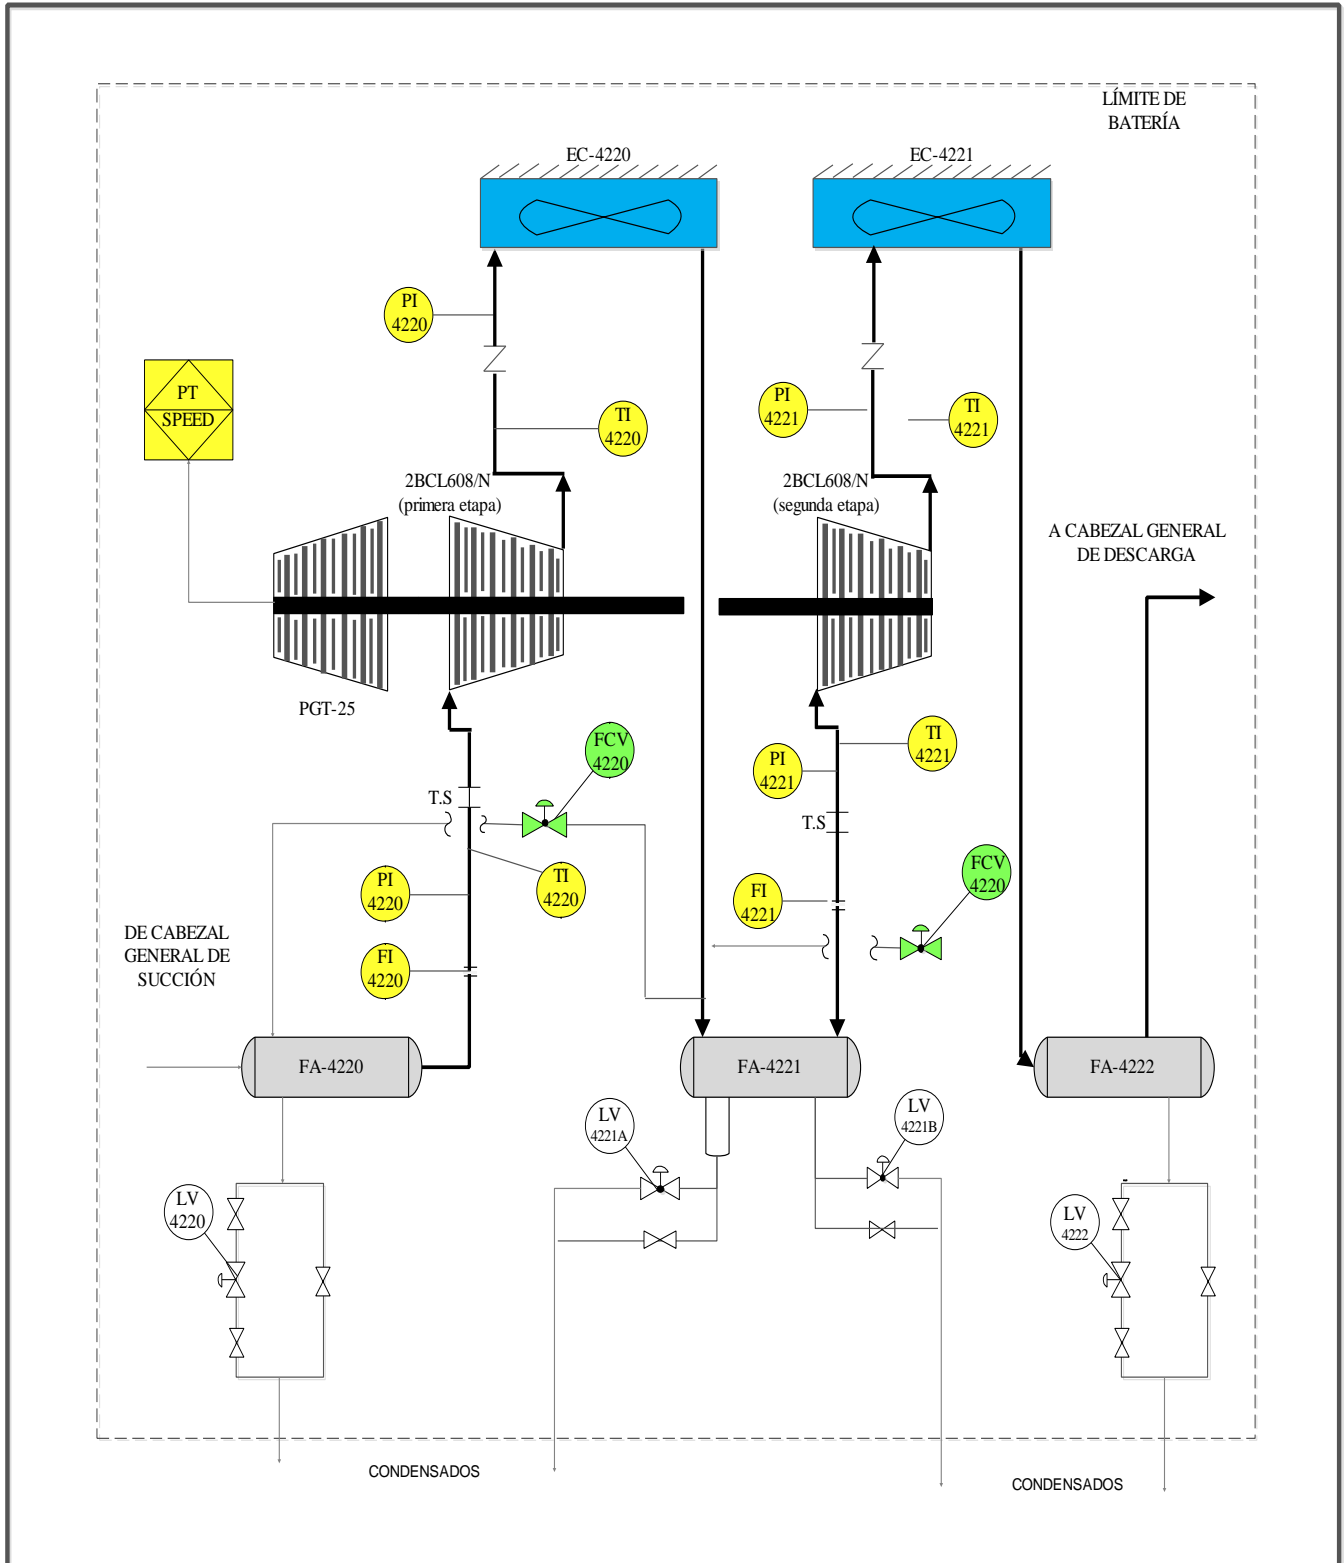 LÍMITE DE
BATERÍA
EC-4220
EC-4221
PI
4220
PT
SPEED
TI
4220
PI
4221
TI
4221
2BCL608/N
(primera etapa)
2BCL608/N
(segunda etapa)
A CABEZAL GENERAL
DE DESCARGA
PGT-25
FCV
4220
TI
4221
PI
4221
T.S
T.S
PI
4220
TI
4220
FI
4221
FCV
4220
DE CABEZAL
GENERAL DE
SUCCIÓN
FI
4220
FA-4220
FA-4221
FA-4222
LV
4221A
LV
4221B
LV
4220
LV
4222
CONDENSADOS
CONDENSADOS